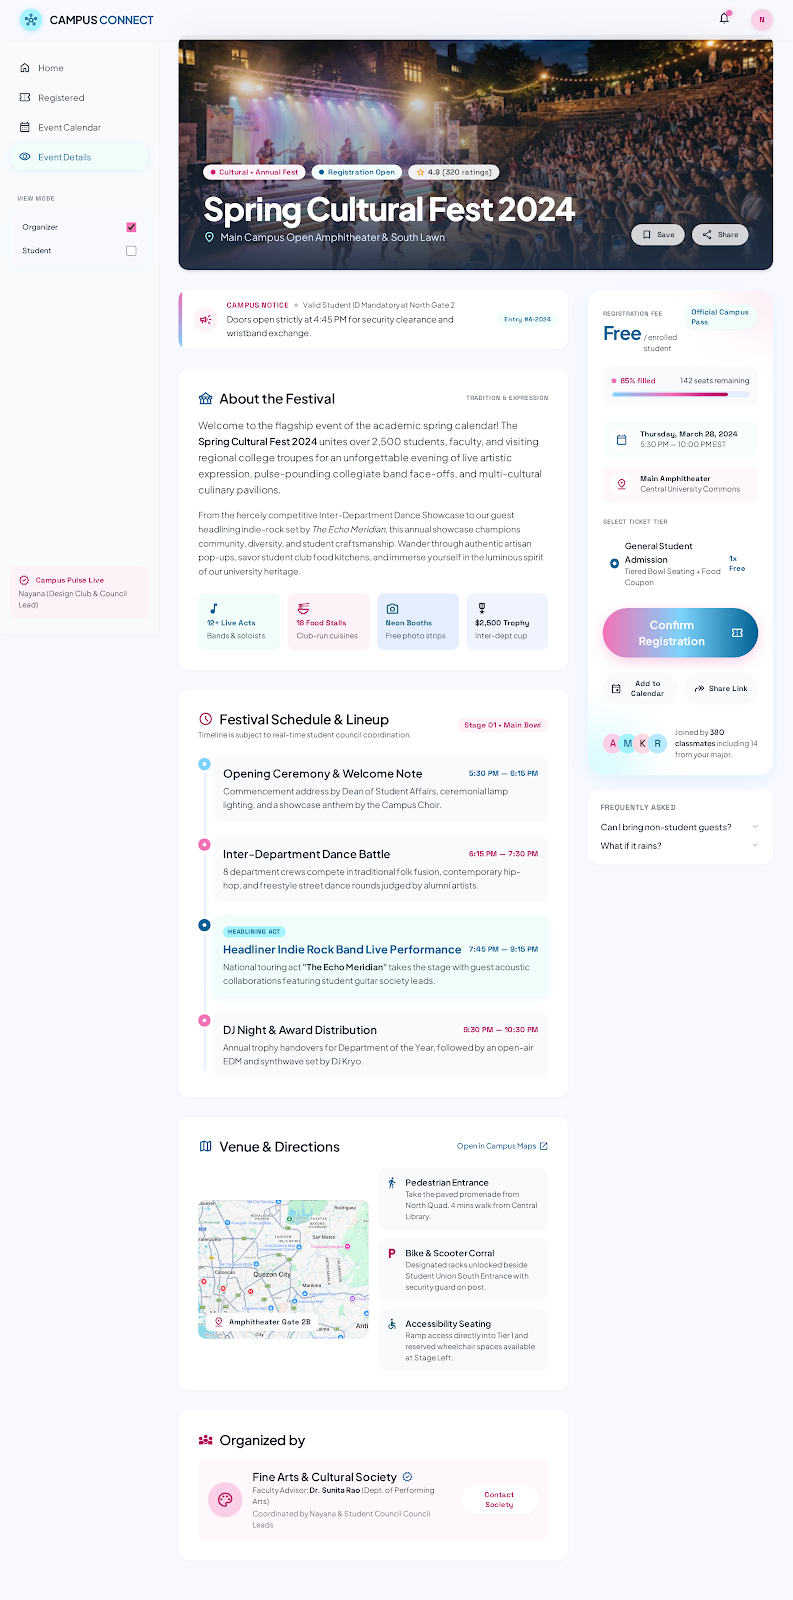 CAMPUS CONNECT
N
Home
Registered
Event Calendar
Event Details
VIEW MODE
Organizer
Student
Campus Pulse Live
Nayana (Design Club & Council
Lead)
Cultural • Annual Fest
Registration Open
4.9 (320 ratings)
Spring Cultural Fest 2024
Main Campus Open Amphitheater & South Lawn
Save
Share
CAMPUS NOTICE
Valid Student ID Mandatory at North Gate 2
Doors open strictly at 4:45 PM for security clearance and
wristband exchange.
Entry #A-2024
About the Festival
TRADITION & EXPRESSION
Welcome to the flagship event of the academic spring calendar! The
Spring Cultural Fest 2024 unites over 2,500 students, faculty, and visiting
regional college troupes for an unforgettable evening of live artistic
expression, pulse-pounding collegiate band face-offs, and multi-cultural
culinary pavilions.
From the fiercely competitive Inter-Department Dance Showcase to our guest
headlining indie-rock set by The Echo Meridian, this annual showcase champions
community, diversity, and student craftsmanship. Wander through authentic artisan
pop-ups, savor student club food kitchens, and immerse yourself in the luminous spirit
of our university heritage.
12+ Live Acts
Bands & soloists
18 Food Stalls
Club-run cuisines
Neon Booths
Free photo strips
$2,500 Trophy
Inter-dept cup
Festival Schedule & Lineup
Timeline is subject to real-time student council coordination.
Stage 01 • Main Bowl
Opening Ceremony & Welcome Note
5:30 PM – 6:15 PM
Commencement address by Dean of Student Affairs, ceremonial lamp
lighting, and a showcase anthem by the Campus Choir.
Inter-Department Dance Battle
6:15 PM – 7:30 PM
8 department crews compete in traditional folk fusion, contemporary hip-
hop, and freestyle street dance rounds judged by alumni artists.
HEADLINING ACT
Headliner Indie Rock Band Live Performance
7:45 PM – 9:15 PM
National touring act "The Echo Meridian" takes the stage with guest acoustic
collaborations featuring student guitar society leads.
DJ Night & Award Distribution
9:30 PM – 10:30 PM
Annual trophy handovers for Department of the Year, followed by an open-air
EDM and synthwave set by DJ Kryo.
Venue & Directions
Open in Campus Maps
Rodriguez
San Mateo
Quezon City
Caloocan
Marikina
Anti
Amphitheater Gate 2B
Pedestrian Entrance
Take the paved promenade from
North Quad. 4 mins walk from Central
Library.
P
Bike & Scooter Corral
Designated racks unlocked beside
Student Union South Entrance with
security guard on post.
Accessibility Seating
Ramp access directly into Tier 1 and
reserved wheelchair spaces available
at Stage Left.
Organized by
Fine Arts & Cultural Society
Faculty Advisor: Dr. Sunita Rao (Dept. of Performing
Arts)
Coordinated by Nayana & Student Council Council
Leads
Contact
Society
REGISTRATION FEE
Free / enrolled
student
Official Campus
Pass
85% filled
142 seats remaining
Thursday, March 28, 2024
5:30 PM – 10:00 PM EST
Main Amphitheater
Central University Commons
SELECT TICKET TIER
General Student
Admission
Tiered Bowl Seating + Food
Coupon
1x
Free
Confirm
Registration
Add to
Calendar
Share Link
A M K R
Joined by 380
classmates including 14
from your major.
FREQUENTLY ASKED
Can I bring non-student guests?
What if it rains?